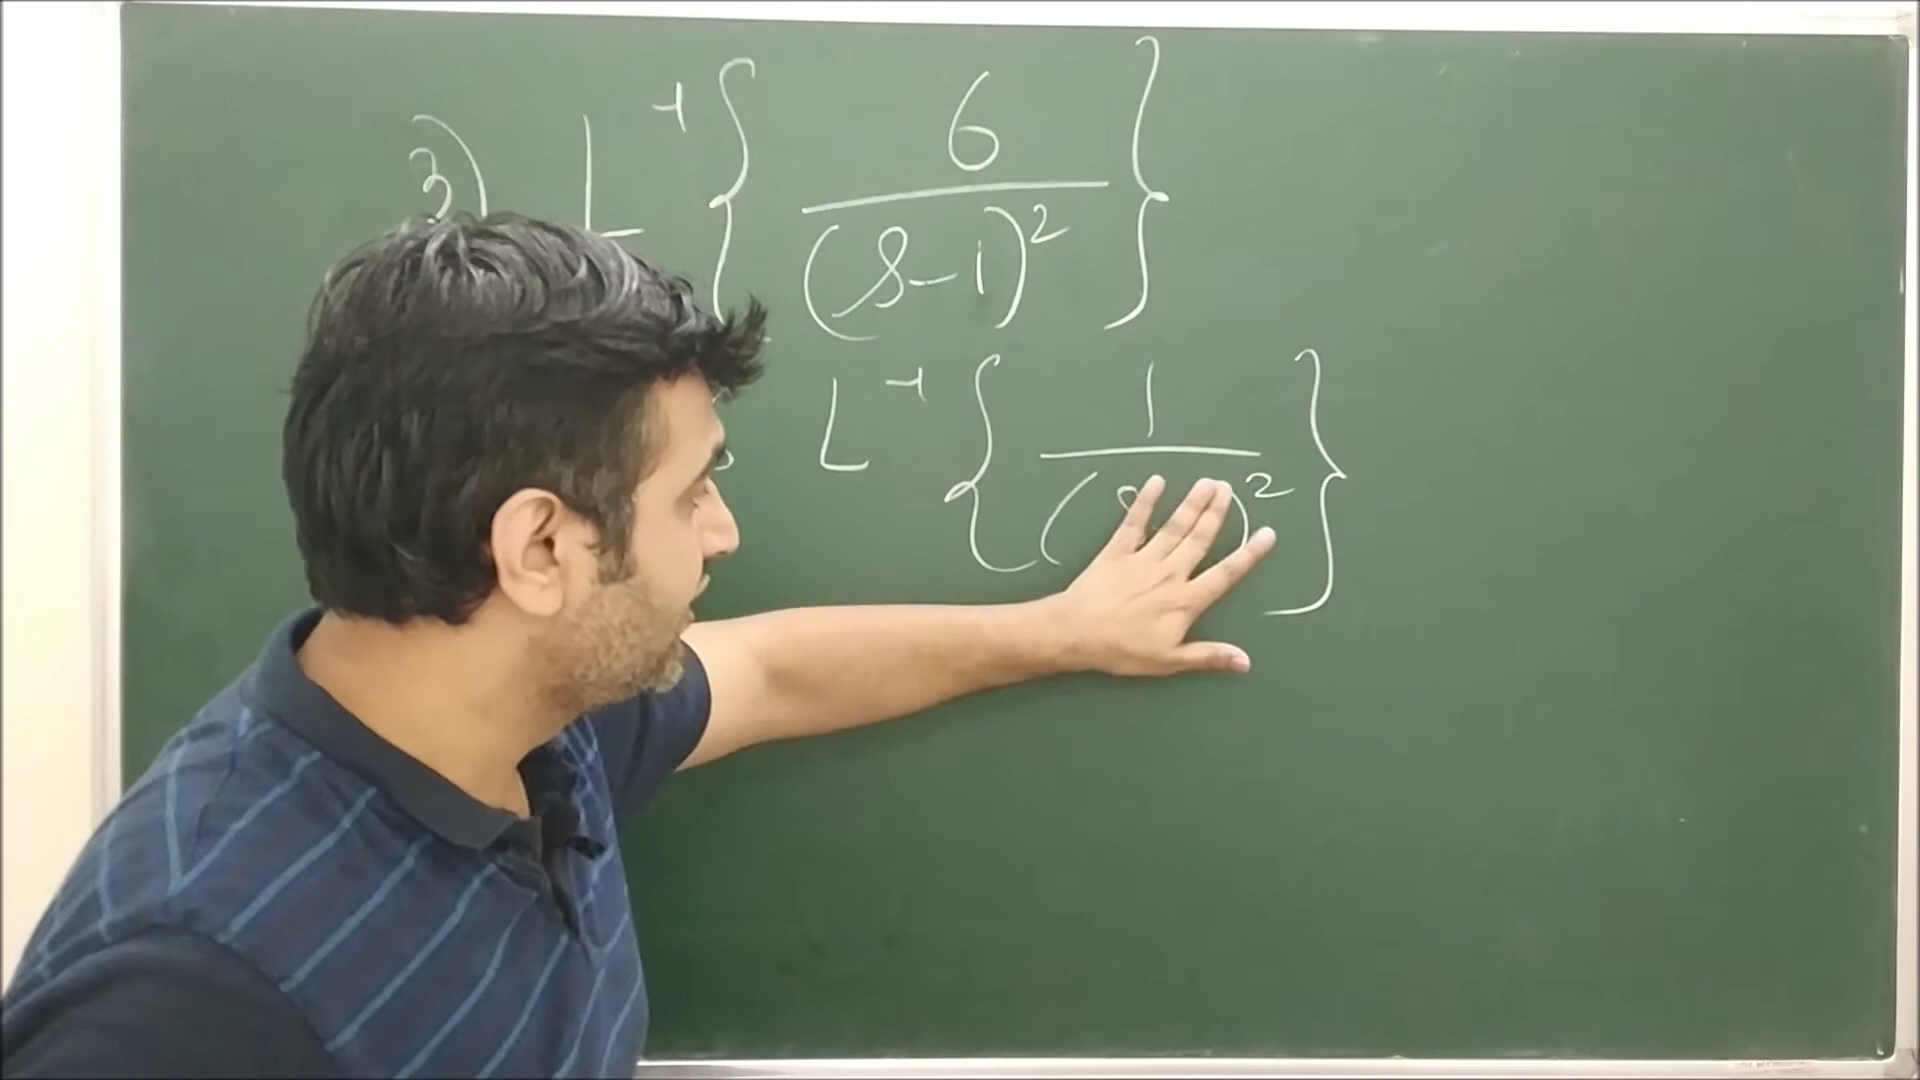 3) L⁻¹ { 6 / (s-1)² }
L⁻¹ { 1 / (s )² }